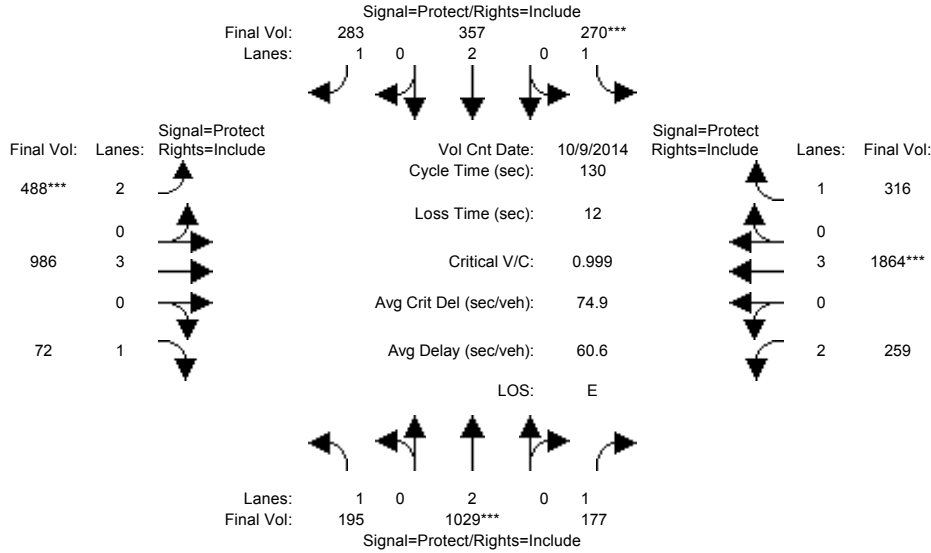 Signal=Protect/Rights=Include
Final Vol: 283 357 270***
Lanes: 1 0 2 0 1
Signal=Protect Signal=Protect
Final Vol: Lanes: Rights=Include Vol Cnt Date: 10/9/2014 Rights=Include Lanes: Final Vol:
Cycle Time (sec): 130
488*** 2 1 316
Loss Time (sec): 12
0 0
986 3 Critical V/C: 0.999 3 1864***
0 Avg Crit Del (sec/veh): 74.9 0
72 1 Avg Delay (sec/veh): 60.6 2 259
LOS: E
Lanes: 1 0 2 0 1
Final Vol: 195 1029*** 177
Signal=Protect/Rights=Include